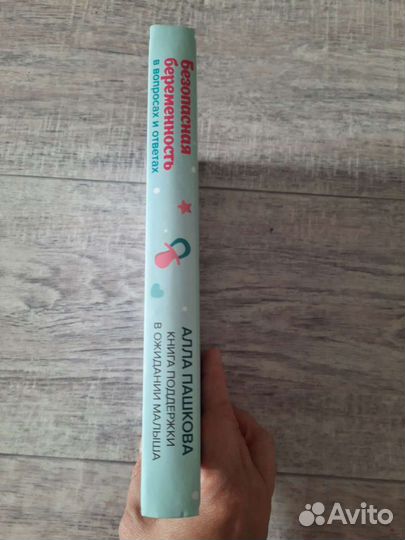 безопасная
беременность
в вопросах и ответах
АЛЛА ПАШКОВА
КНИГА ПОДДЕРЖКИ
В ОЖИДАНИИ МАЛЫША
Avito